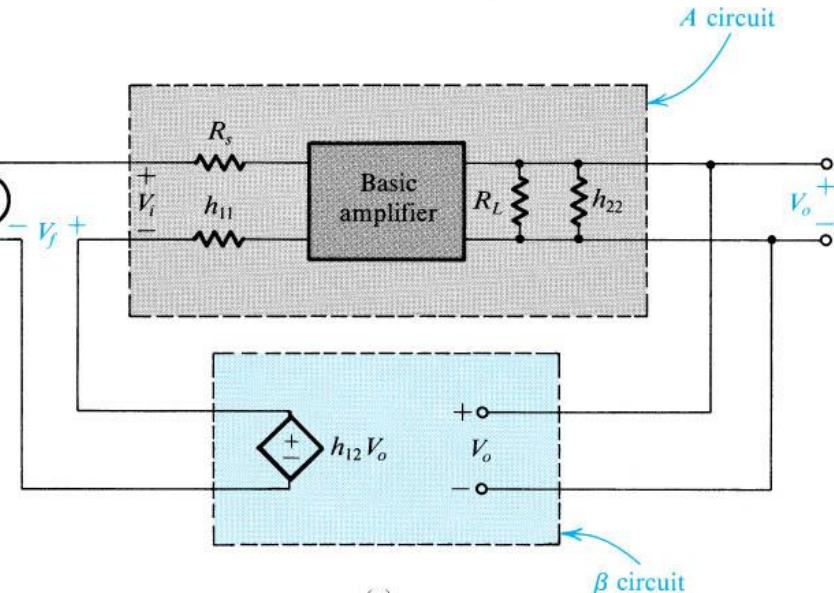 A circuit
R_s
+
V_i
−
h_11
Basic
amplifier
R_L
h_22
V_o
+
−
− V_f +
+
−
h_12 V_o
+
V_o
−
β circuit